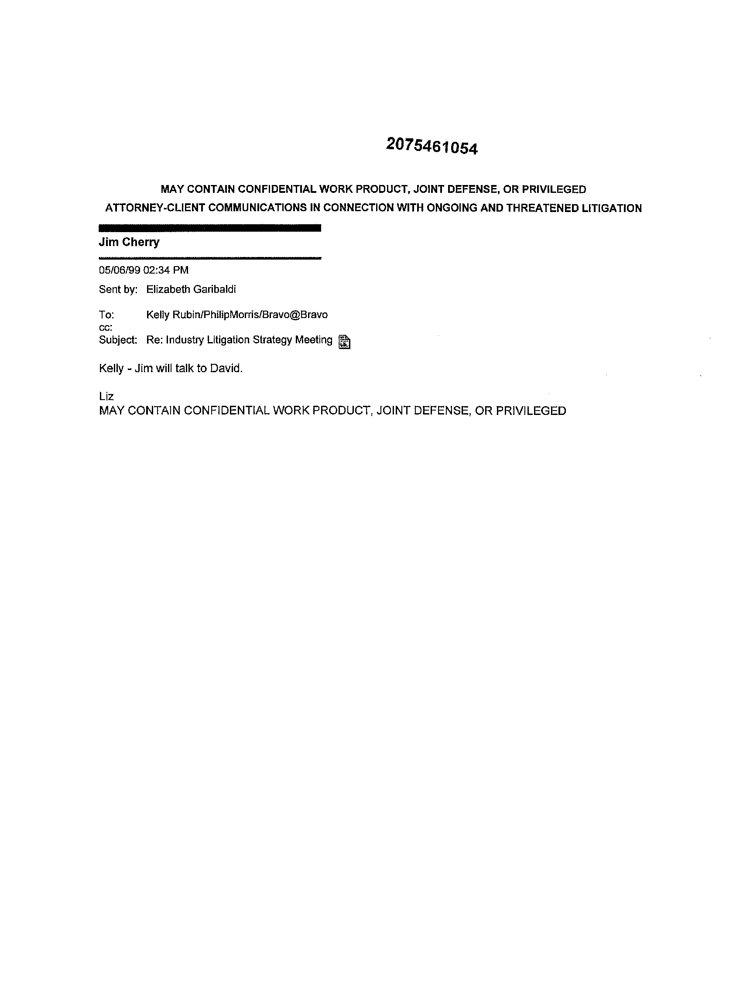 2075461054
MAY CONTAIN CONFIDENTIAL WORK PRODUCT, JOINT DEFENSE, OR PRIVILEGED
ATTORNEY-CLIENT COMMUNICATIONS IN CONNECTION WITH ONGOING AND THREATENED LITIGATION
Jim Cherry
05/06/99 02:34 PM
Sent by: Elizabeth Garibaldi
To: Kelly Rubin/PhilipMorris/Bravo@Bravo
cc:
Subject: Re: Industry Litigation Strategy Meeting
Kelly - Jim will talk to David.
Liz
MAY CONTAIN CONFIDENTIAL WORK PRODUCT, JOINT DEFENSE, OR PRIVILEGED